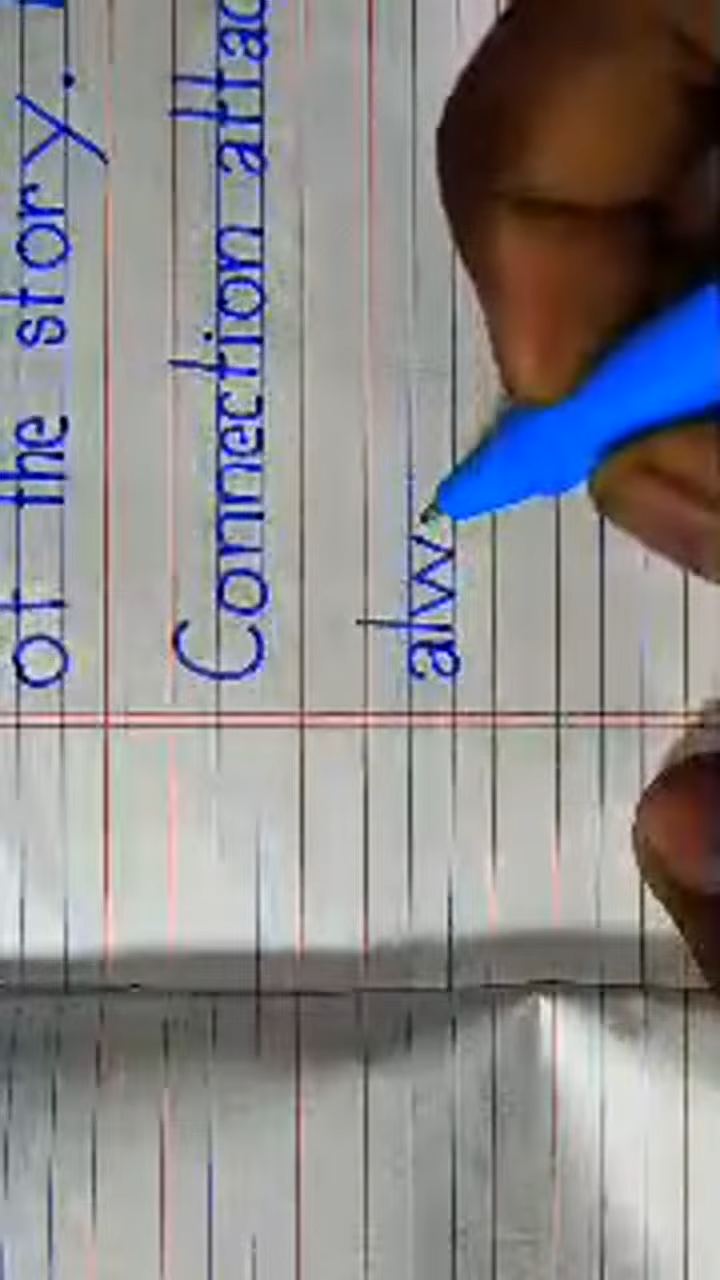 of the story.
Connection attac
alw